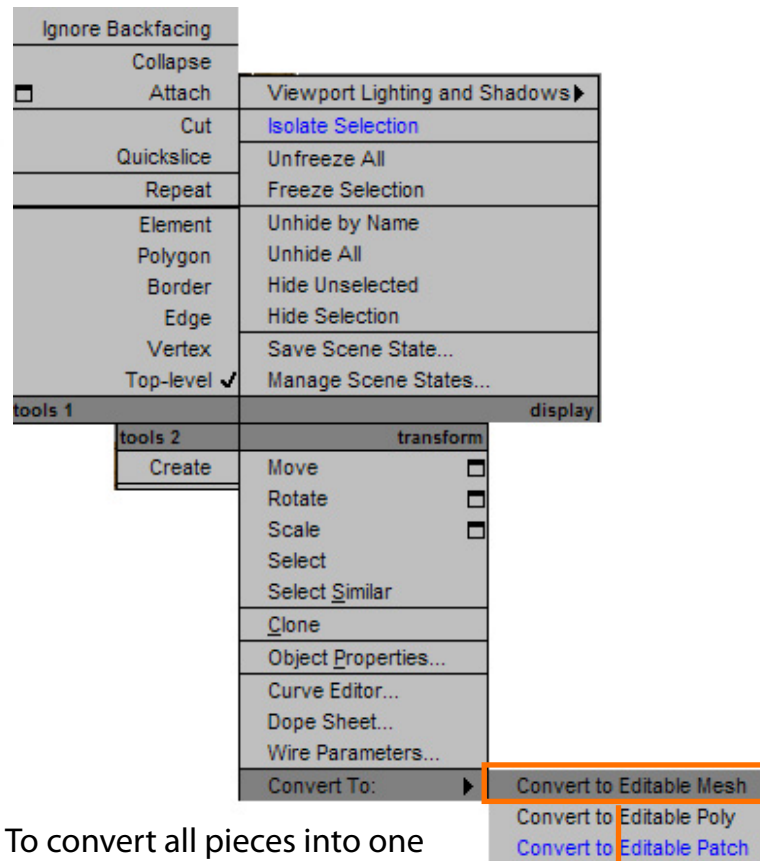 Ignore Backfacing
Collapse
Attach
Cut
Quickslice
Repeat
Element
Polygon
Border
Edge
Vertex
Top-level
tools 1
Viewport Lighting and Shadows
Isolate Selection
Unfreeze All
Freeze Selection
Unhide by Name
Unhide All
Hide Unselected
Hide Selection
Save Scene State...
Manage Scene States...
display
tools 2
Create
transform
Move
Rotate
Scale
Select
Select Similar
Clone
Object Properties...
Curve Editor...
Dope Sheet...
Wire Parameters...
Convert To:
Convert to Editable Mesh
Convert to Editable Poly
Convert to Editable Patch
To convert all pieces into one